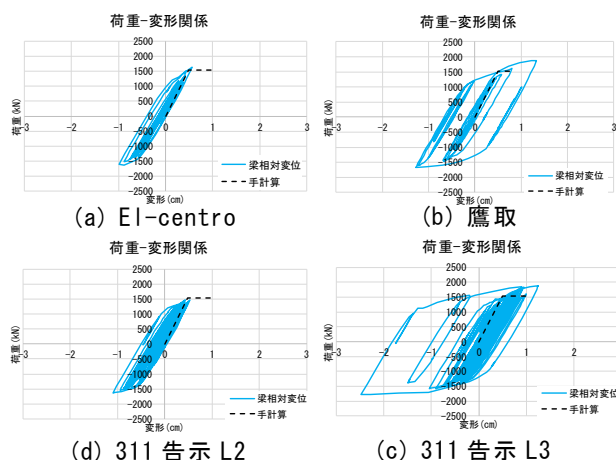 荷重-変形関係
2500
2000
1500
1000
500
0
-500
-1000
-1500
-2000
-2500
-3
-2
-1
0
1
2
3
荷重(kN)
変形(cm)
梁相対変位
手計算
(a) El-centro
荷重-変形関係
2500
2000
1500
1000
500
0
-500
-1000
-1500
-2000
-2500
-3
-2
-1
0
1
2
3
荷重(kN)
変形(cm)
梁相対変位
手計算
(b) 鷹取
荷重-変形関係
2500
2000
1500
1000
500
0
-500
-1000
-1500
-2000
-2500
-3
-2
-1
0
1
2
3
荷重(kN)
変形(cm)
梁相対変位
手計算
(d) 311 告示 L2
荷重-変形関係
2500
2000
1500
1000
500
0
-500
-1000
-1500
-2000
-2500
-3
-2
-1
0
1
2
荷重(kN)
変形(cm)
梁相対変位
手計算
(c) 311 告示 L3